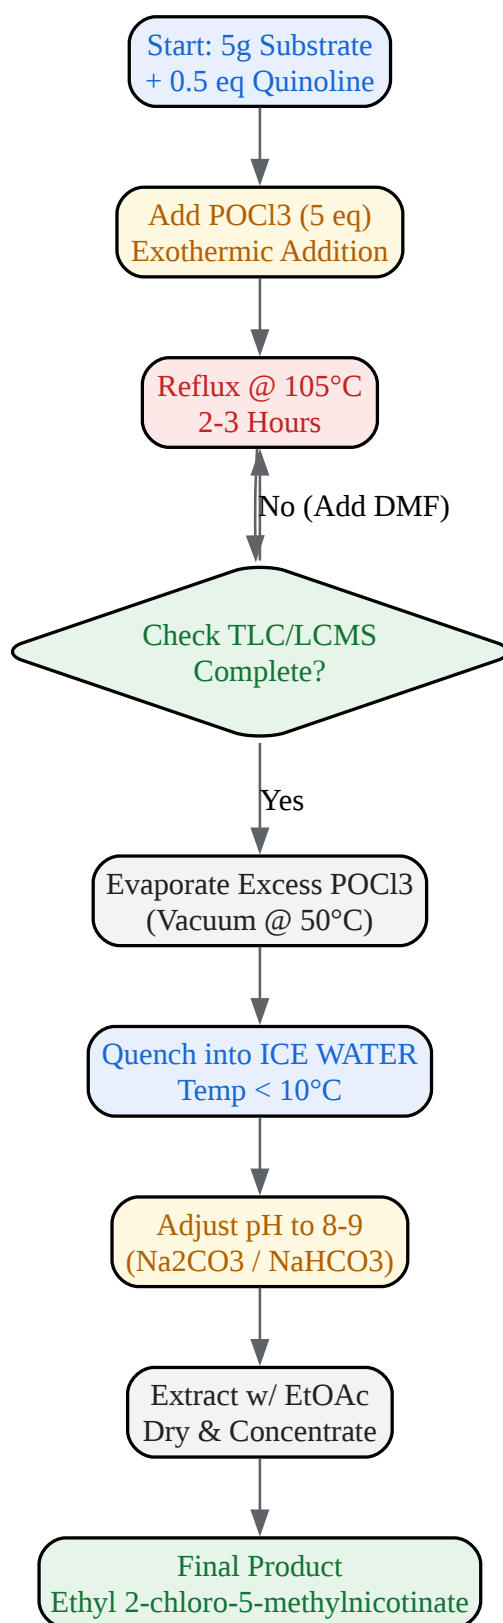 Start: 5g Substrate
+ 0.5 eq Quinoline
Add POCl3 (5 eq)
Exothermic Addition
Reflux @ 105°C
2-3 Hours
No (Add DMF)
Check TLC/LCMS
Complete?
Yes
Evaporate Excess POCl3
(Vacuum @ 50°C)
Quench into ICE WATER
Temp < 10°C
Adjust pH to 8-9
(Na2CO3 / NaHCO3)
Extract w/ EtOAc
Dry & Concentrate
Final Product
Ethyl 2-chloro-5-methylnicotinate